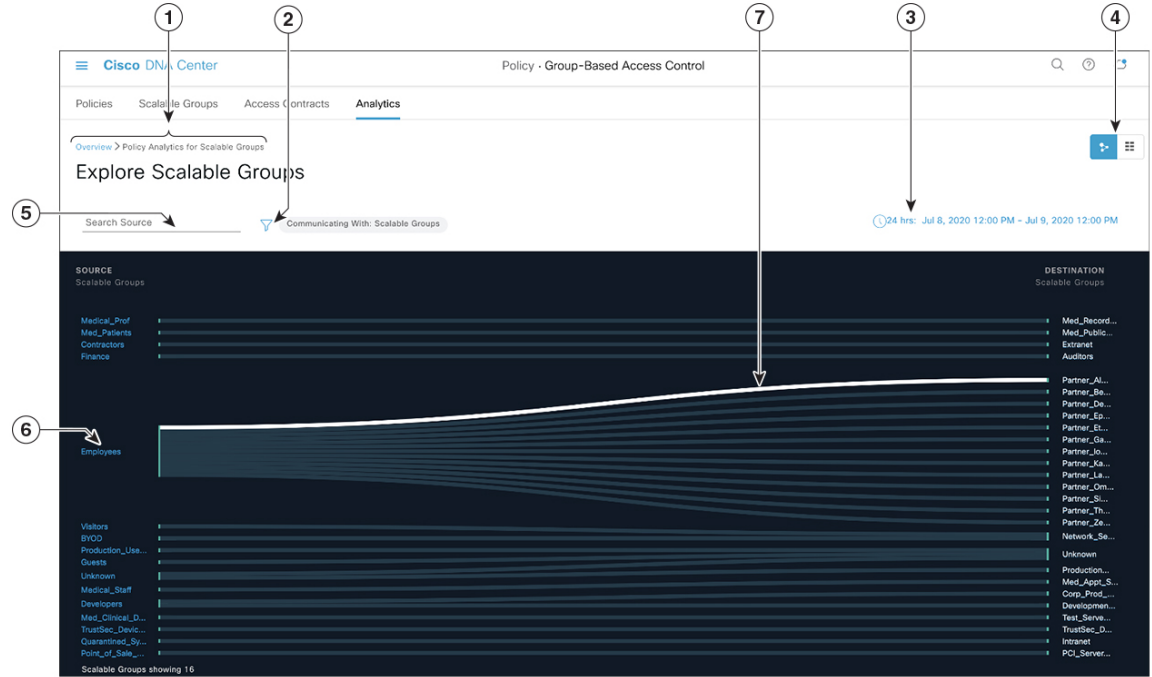 1 2 7 3 4
Cisco DNA Center Policy · Group-Based Access Control
Policies Scalable Groups Access Contracts Analytics
Overview > Policy Analytics for Scalable Groups
Explore Scalable Groups
5 Search Source Communicating With: Scalable Groups 24 hrs: Jul 8, 2020 12:00 PM - Jul 9, 2020 12:00 PM
SOURCE DESTINATION
Scalable Groups Scalable Groups
Medical_Prof Med_Record...
Med_Patients Med_Public...
Contractors Extranet
Finance Auditors
Partner_Al...
Partner_Be...
Partner_De...
Partner_Ep...
6 Partner_Et...
Partner_Ga...
Employees Partner_Io...
Partner_Ka...
Partner_La...
Partner_Om...
Partner_Si...
Partner_Th...
Partner_Ze...
Visitors
BYOD Network_Se...
Production_Use...
Unknown
Guests
Unknown Production...
Medical_Staff Med_Appt_S...
Corp_Prod_...
Developers Developmen...
Med_Clinical_D... Test_Serve...
TrustSec_Devic... TrustSec_D...
Quarantined_Sy... Intranet
Point_of_Sale_... PCI_Server...
Scalable Groups showing 16